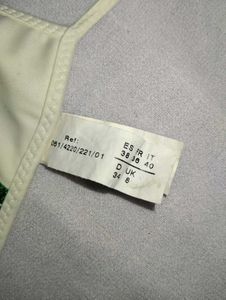 Ref:
061/4220/221/01
ES FR IT
38 36 40
D UK
34 8